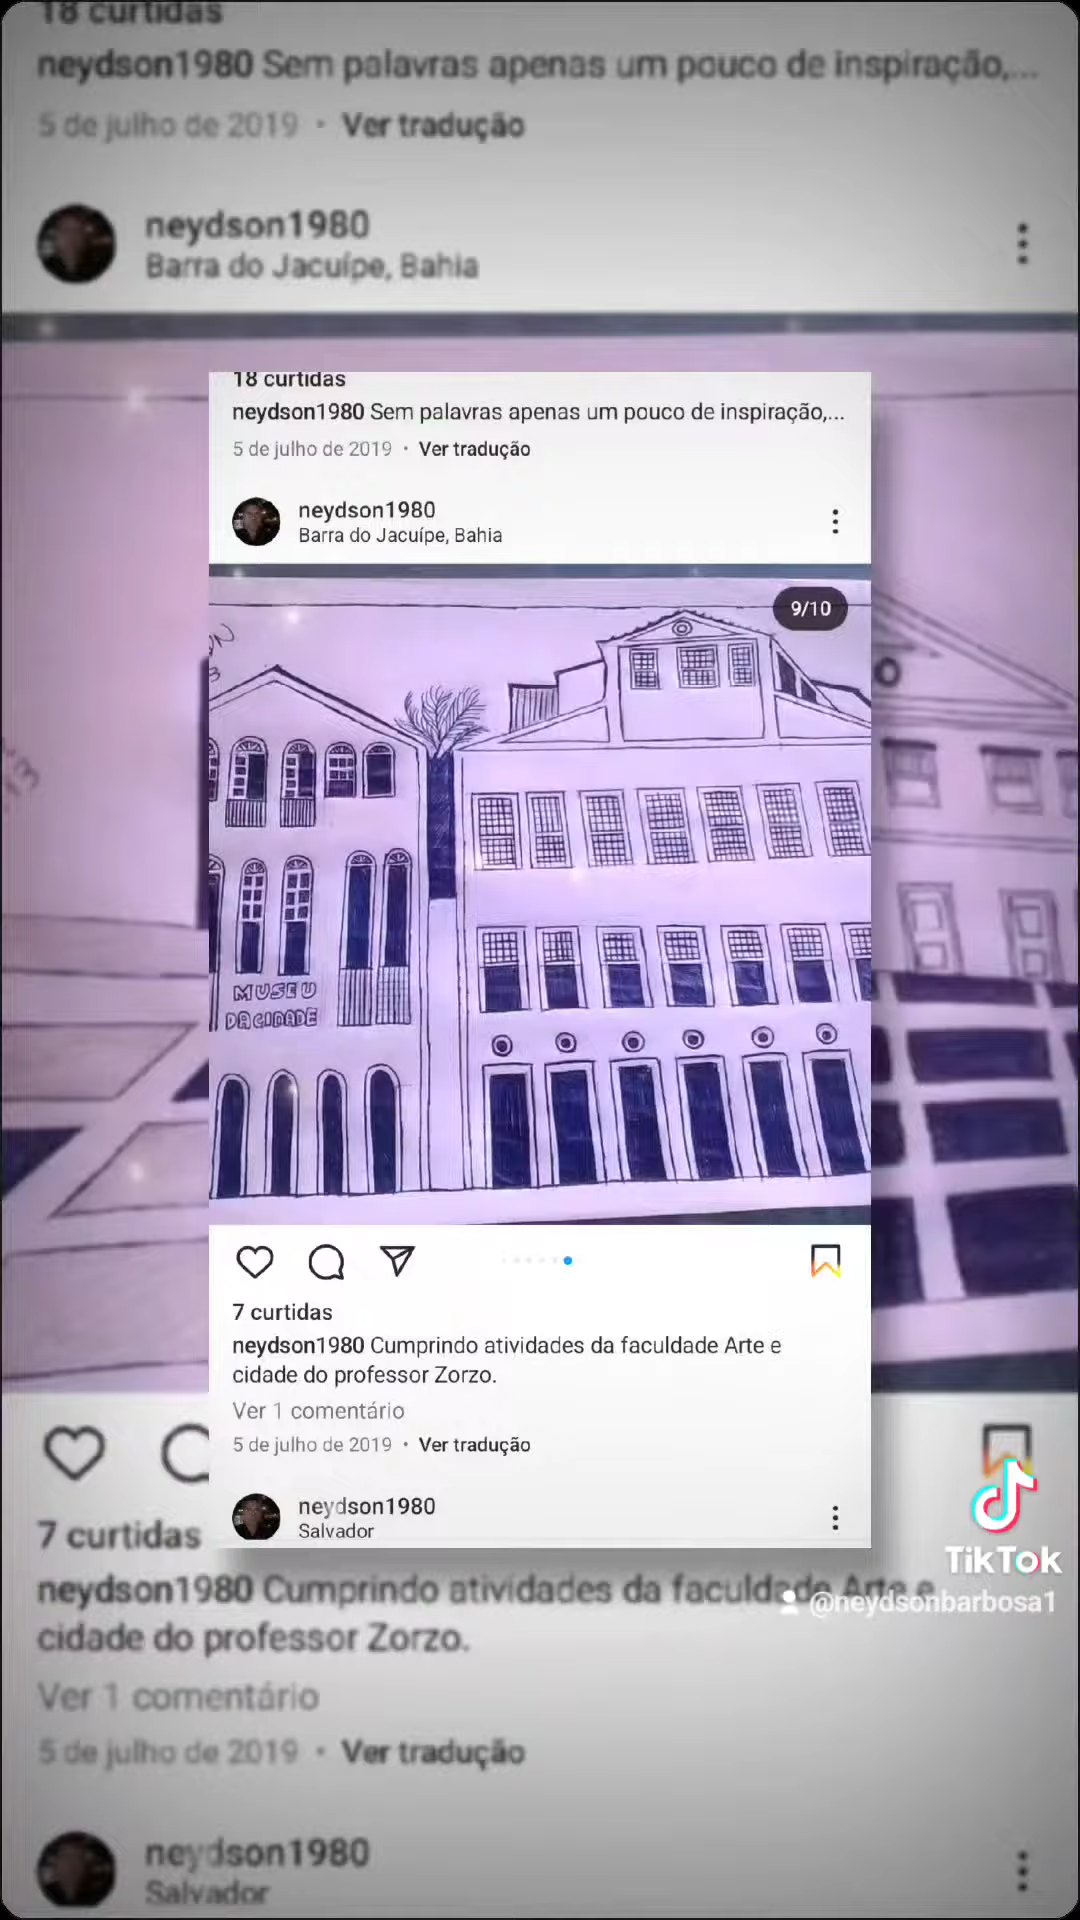 18 curtidas
neydson1980 Sem palavras apenas um pouco de inspiração,...
5 de julho de 2019 • Ver tradução
neydson1980
Barra do Jacuípe, Bahia
18 curtidas
neydson1980 Sem palavras apenas um pouco de inspiração,...
5 de julho de 2019 • Ver tradução
neydson1980
Barra do Jacuípe, Bahia
9/10
MUSEU
DA CIDADE
7 curtidas
neydson1980 Cumprindo atividades da faculdade Arte e
cidade do professor Zorzo.
Ver 1 comentário
5 de julho de 2019 • Ver tradução
neydson1980
Salvador
7 curtidas
neydson1980 Cumprindo atividades da faculdade Arte e
cidade do professor Zorzo.
Ver 1 comentário
5 de julho de 2019 • Ver tradução
neydson1980
Salvador
TikTok
@neydsonbarbosa1